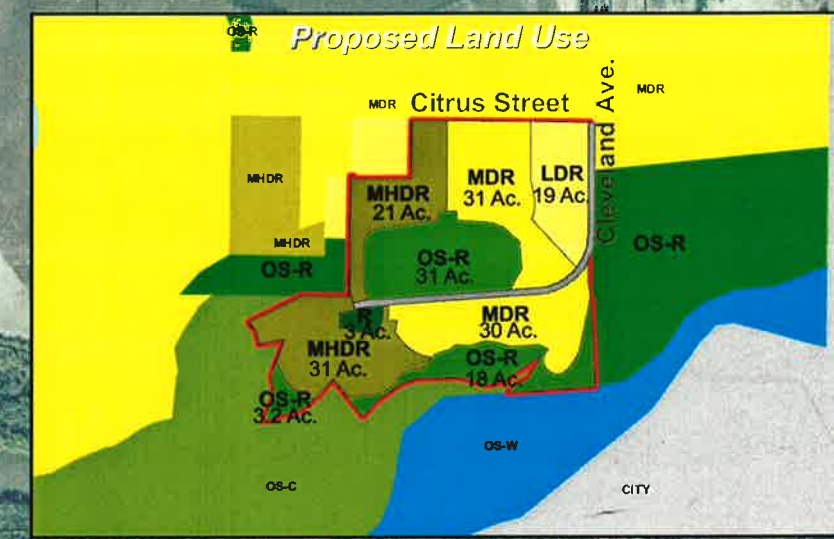 Proposed Land Use
OS-R
MDR
Citrus Street
Cleveland Ave.
MDR
MHDR
MHDR
21 Ac.
MDR
31 Ac.
LDR
19 Ac.
MHDR
OS-R
OS-R
31 Ac.
OS-R
R
3 Ac.
MDR
30 Ac.
MHDR
31 Ac.
OS-R
18 Ac.
OS-R
3.2 Ac.
OS-W
OS-C
CITY